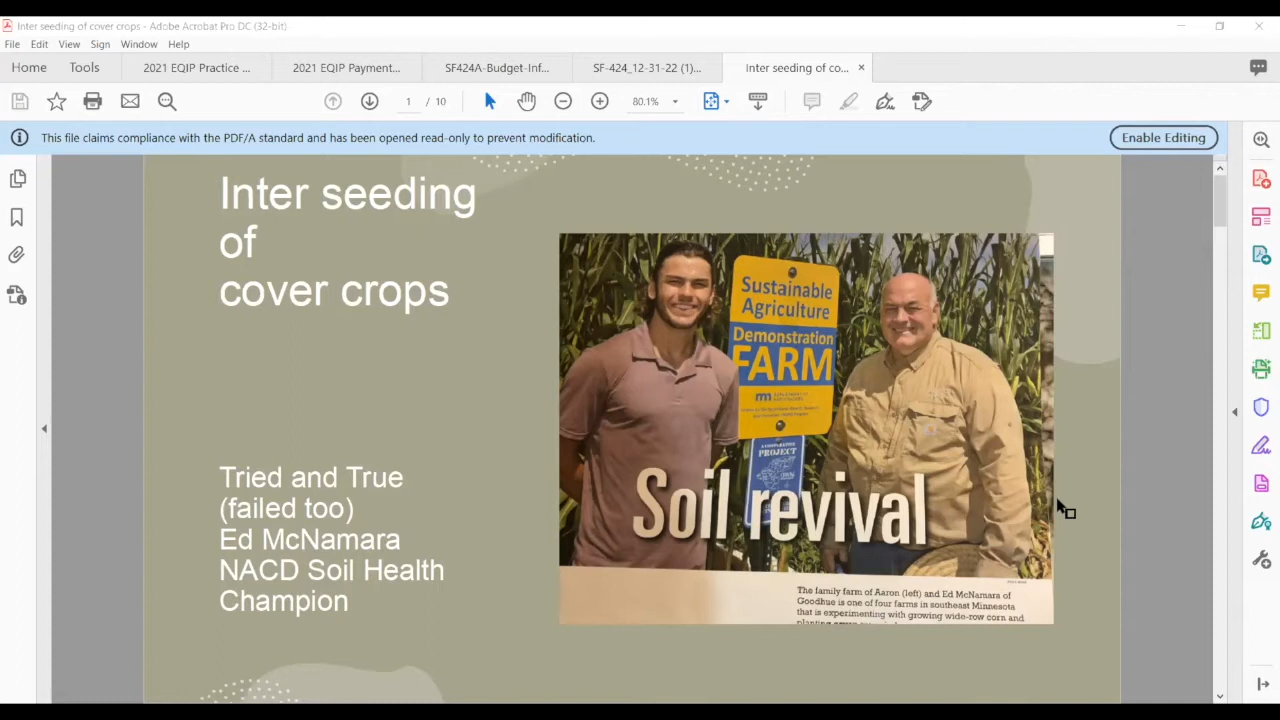 Inter seeding of cover crops - Adobe Acrobat Pro DC (32-bit)
File Edit View Sign Window Help
Home Tools 2021 EQIP Practice ... 2021 EQIP Payment... SF424A-Budget-Inf... SF-424_12-31-22 (1)... Inter seeding of co... ×
1 / 10 80.1%
This file claims compliance with the PDF/A standard and has been opened read-only to prevent modification.
Enable Editing
Inter seeding
of
cover crops
Tried and True
(failed too)
Ed McNamara
NACD Soil Health
Champion
Sustainable
Agriculture
Demonstration
FARM
A COOPERATIVE
PROJECT
Soil revival
The family farm of Aaron (left) and Ed McNamara of
Goodhue is one of four farms in southeast Minnesota
that is experimenting with growing wide-row corn and